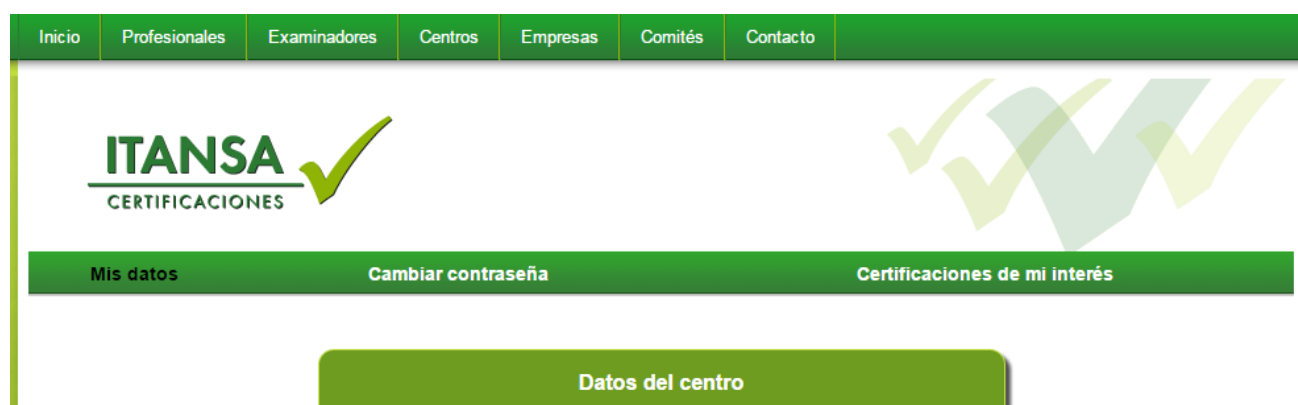 Inicio Profesionales Examinadores Centros Empresas Comités Contacto
ITANSA
CERTIFICACIONES
Mis datos Cambiar contraseña Certificaciones de mi interés
Datos del centro